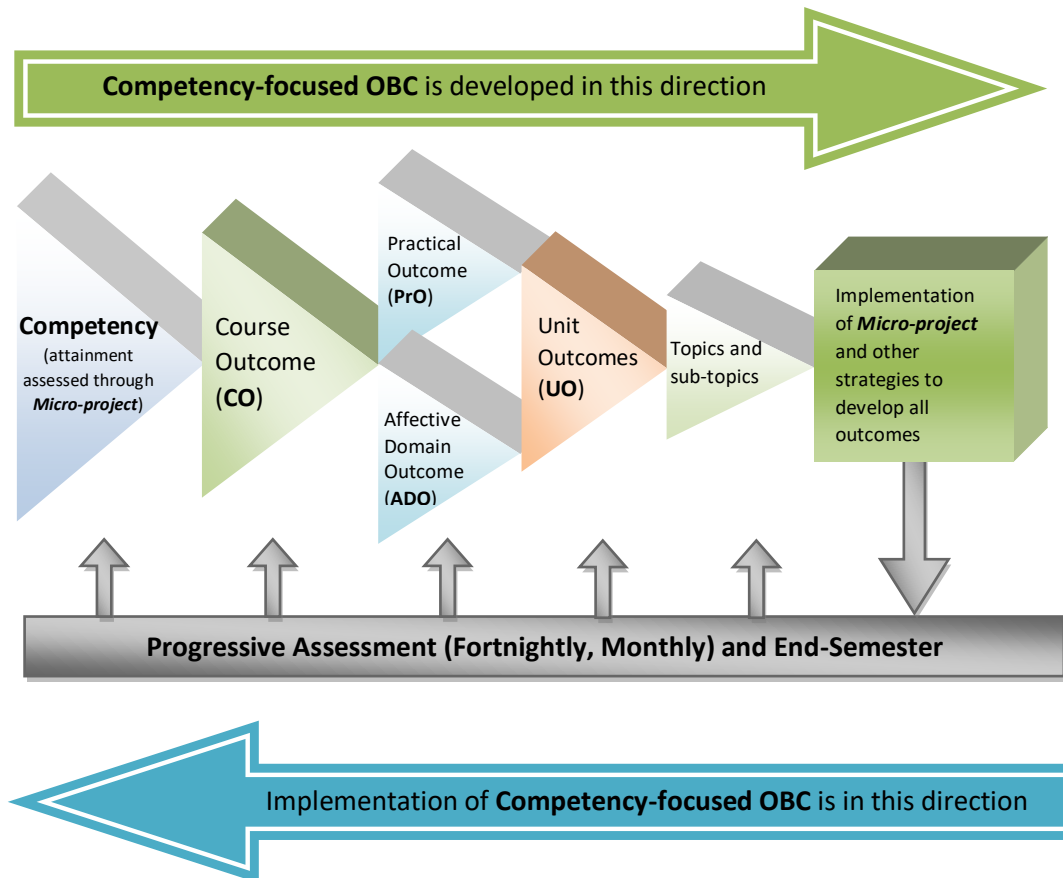 Competency-focused OBC is developed in this direction
Competency
(attainment
assessed through
Micro-project)
Course
Outcome
(CO)
Practical
Outcome
(PrO)
Affective
Domain
Outcome
(ADO)
Unit
Outcomes
(UO)
Topics and
sub-topics
Implementation
of Micro-project
and other
strategies to
develop all
outcomes
Progressive Assessment (Fortnightly, Monthly) and End-Semester
Implementation of Competency-focused OBC is in this direction